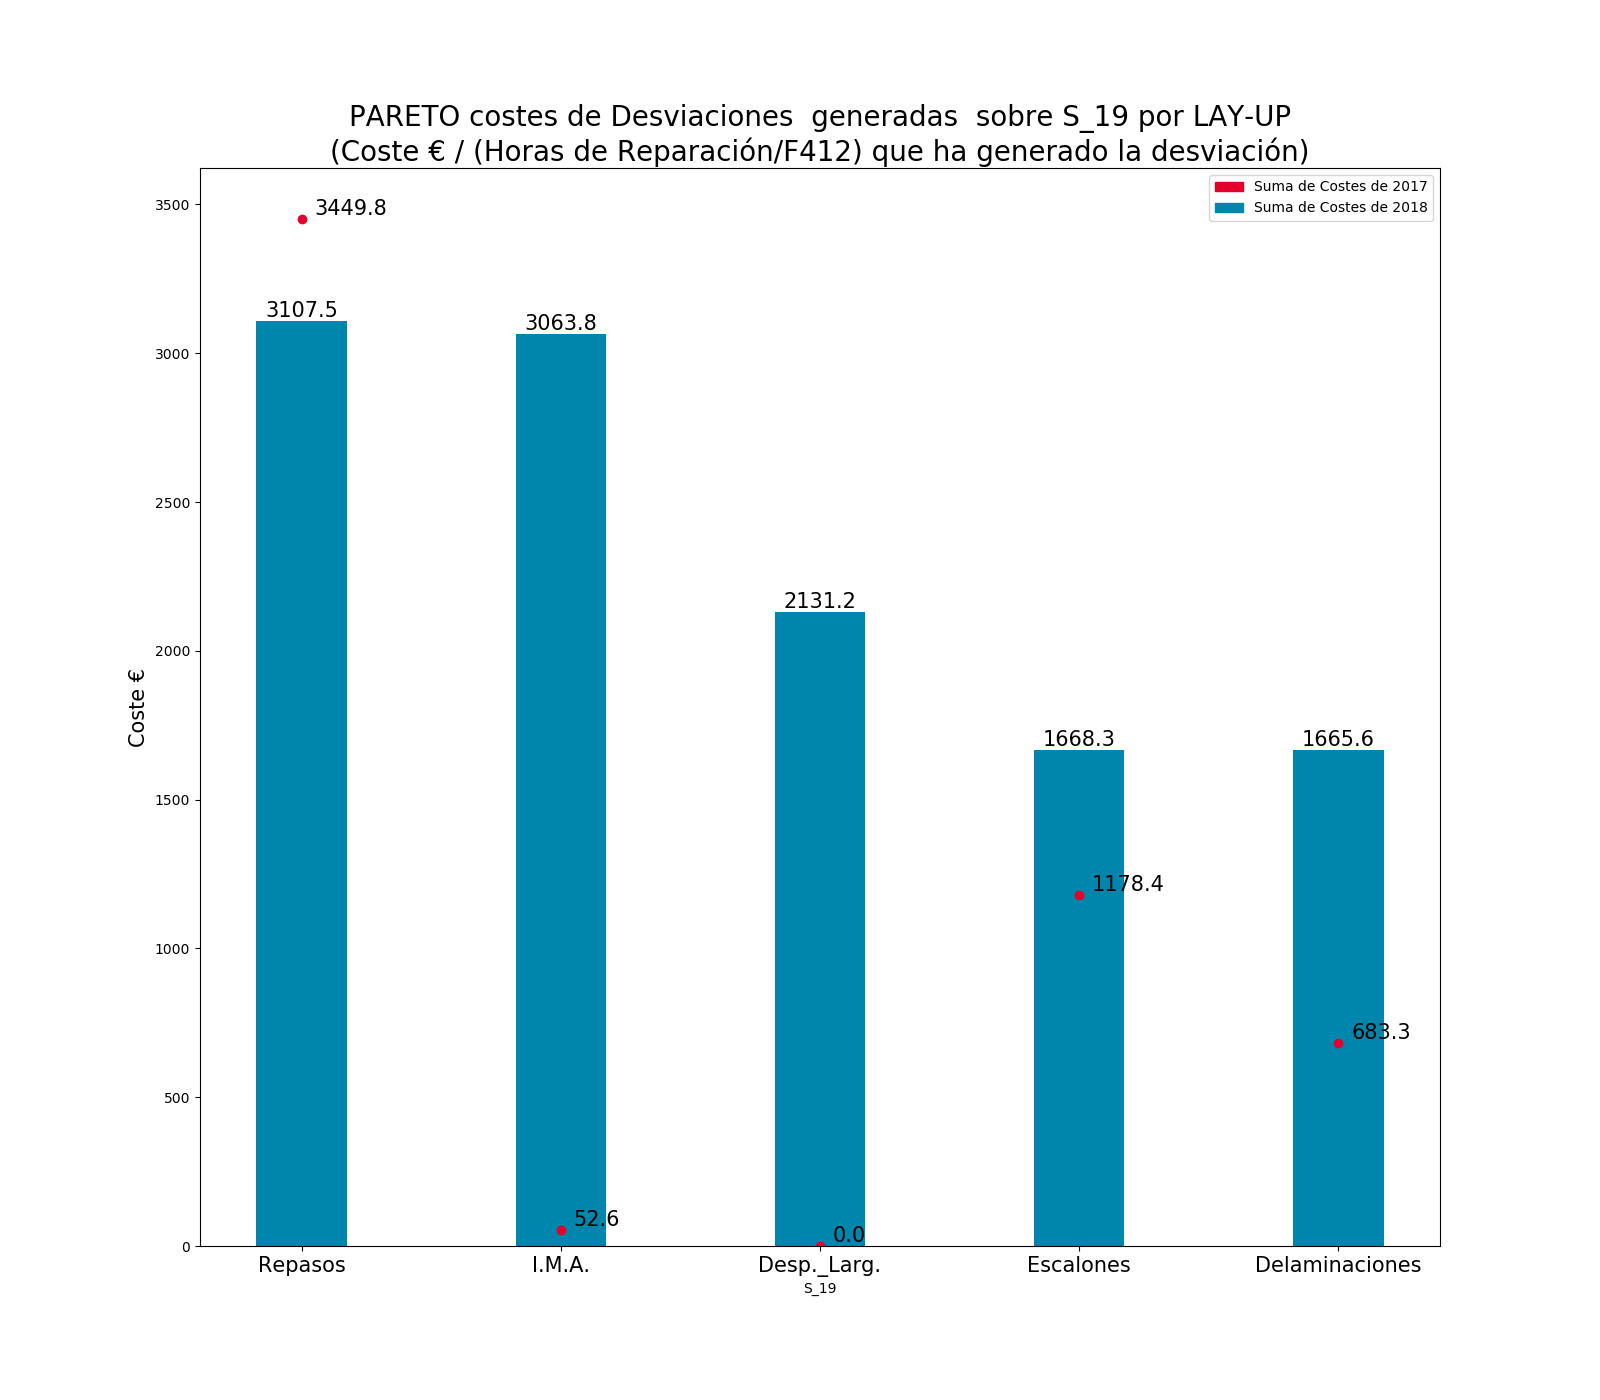 PARETO costes de Desviaciones  generadas  sobre S_19 por LAY-UP
(Coste € / (Horas de Reparación/F412) que ha generado la desviación)
Suma de Costes de 2017
Suma de Costes de 2018
Coste €
3500
3000
2500
2000
1500
1000
500
0
3449.8
3107.5
3063.8
2131.2
1668.3
1665.6
1178.4
683.3
52.6
0.0
Repasos
I.M.A.
Desp._Larg.
Escalones
Delaminaciones
S_19